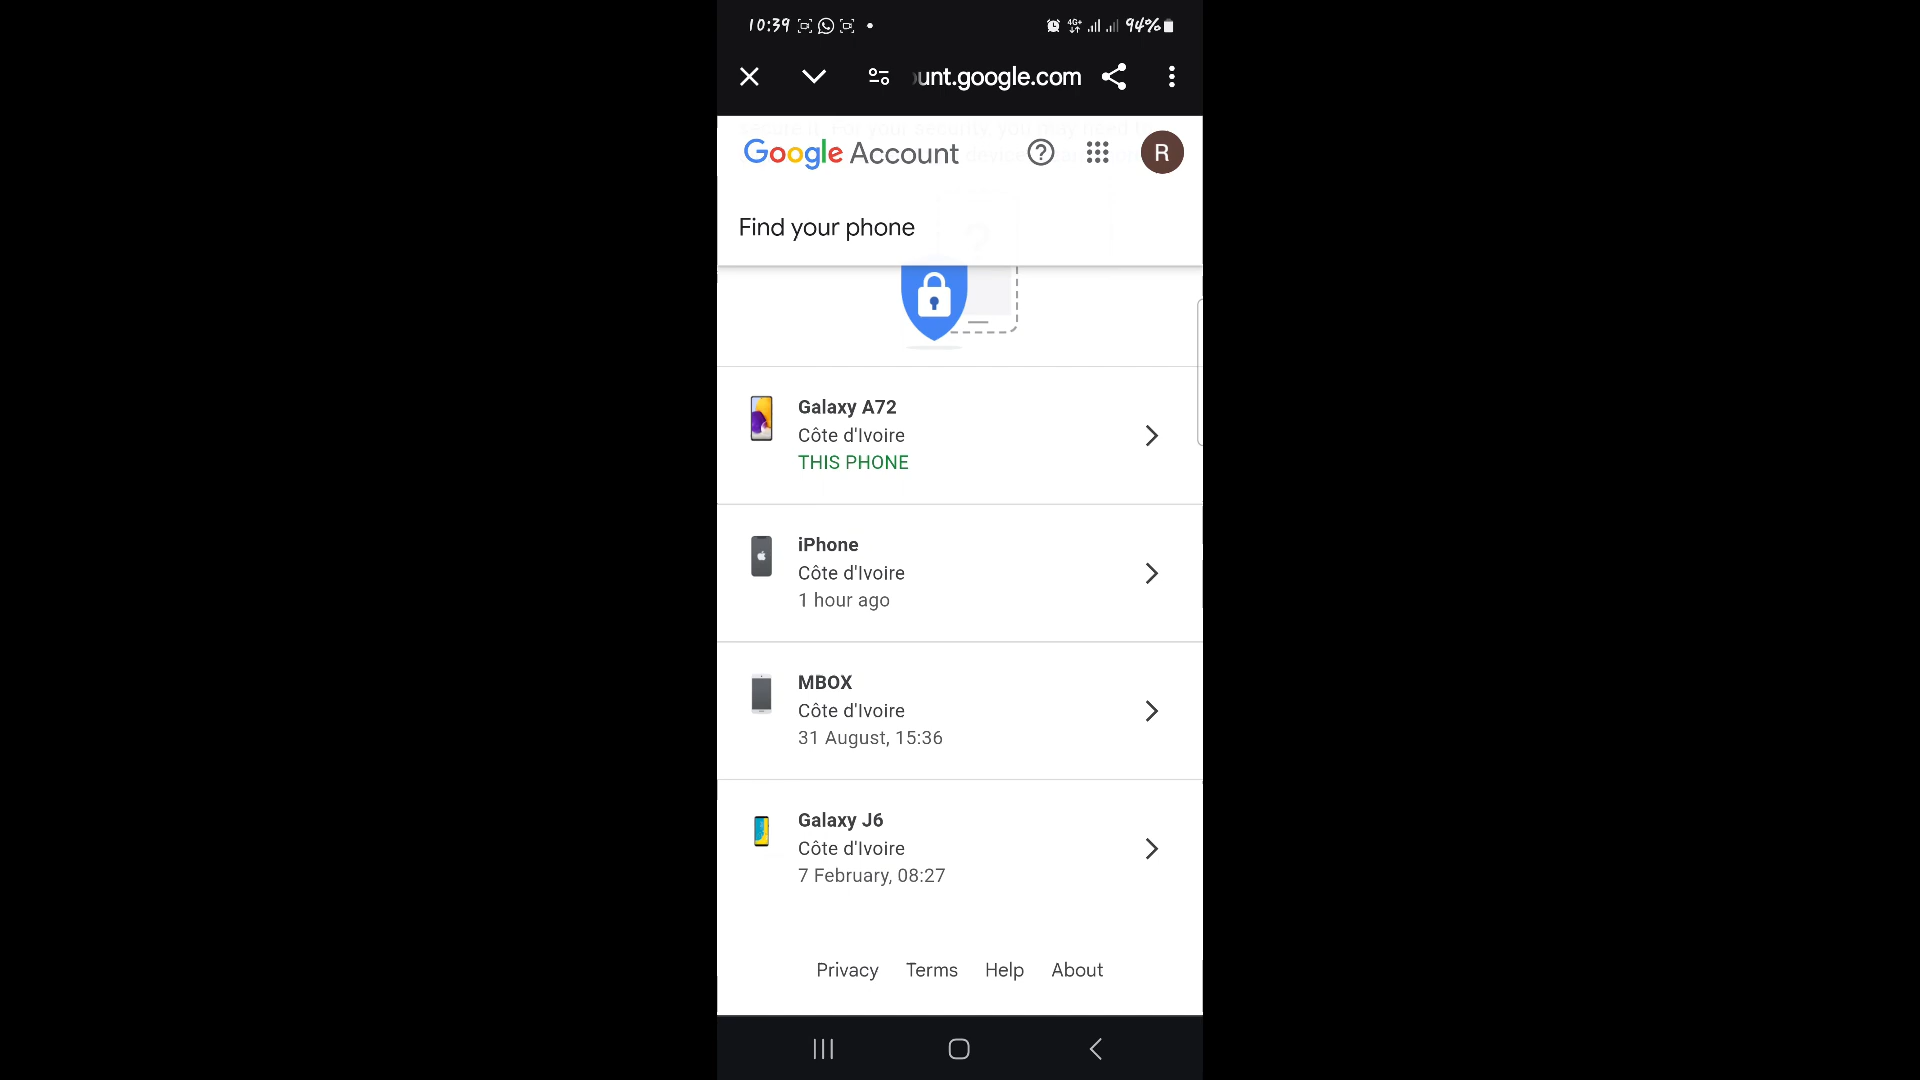 10:39 4G+ 94%
unt.google.com
Google Account R
Find your phone
Galaxy A72
Côte d'Ivoire
THIS PHONE
iPhone
Côte d'Ivoire
1 hour ago
MBOX
Côte d'Ivoire
31 August, 15:36
Galaxy J6
Côte d'Ivoire
7 February, 08:27
Privacy Terms Help About